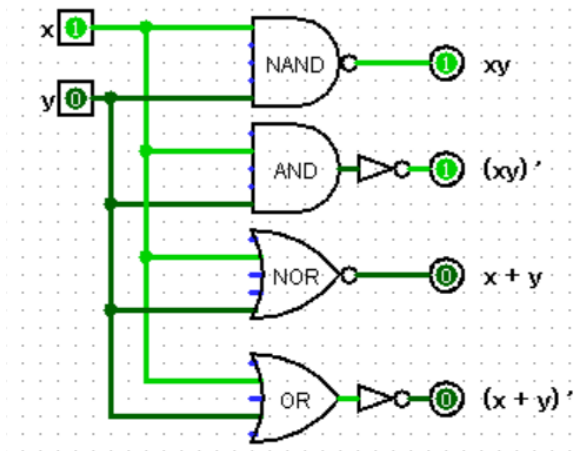 x 1 NAND 1 xy
y 0
AND 1 (xy)′
NOR 0 x + y
OR 0 (x + y)′